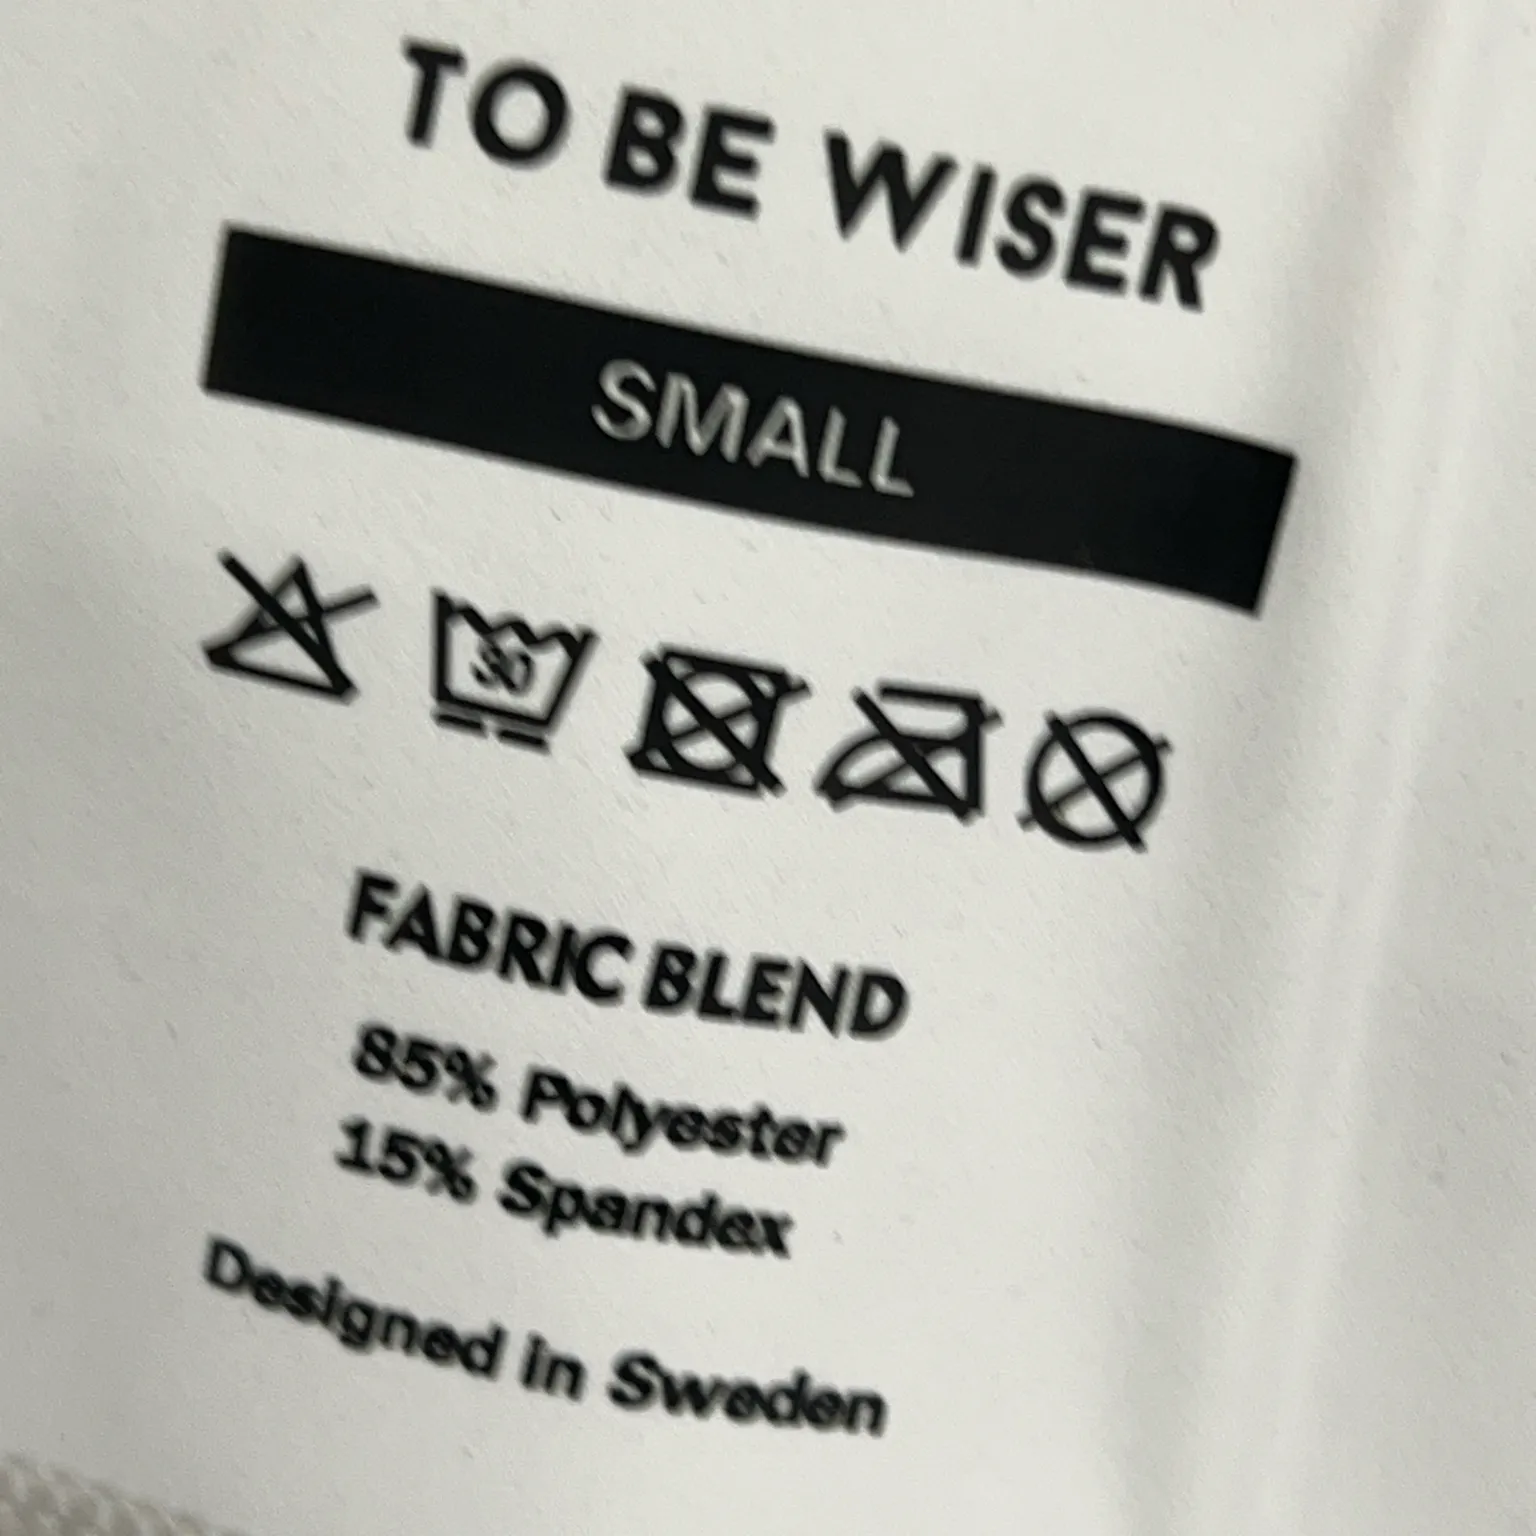 TO BE WISER
SMALL
30
FABRIC BLEND
85% Polyester
15% Spandex
Designed in Sweden